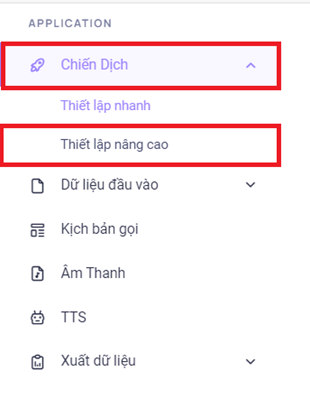 APPLICATION
Chiến Dịch
Thiết lập nhanh
Thiết lập nâng cao
Dữ liệu đầu vào
Kịch bản gọi
Âm Thanh
TTS
Xuất dữ liệu